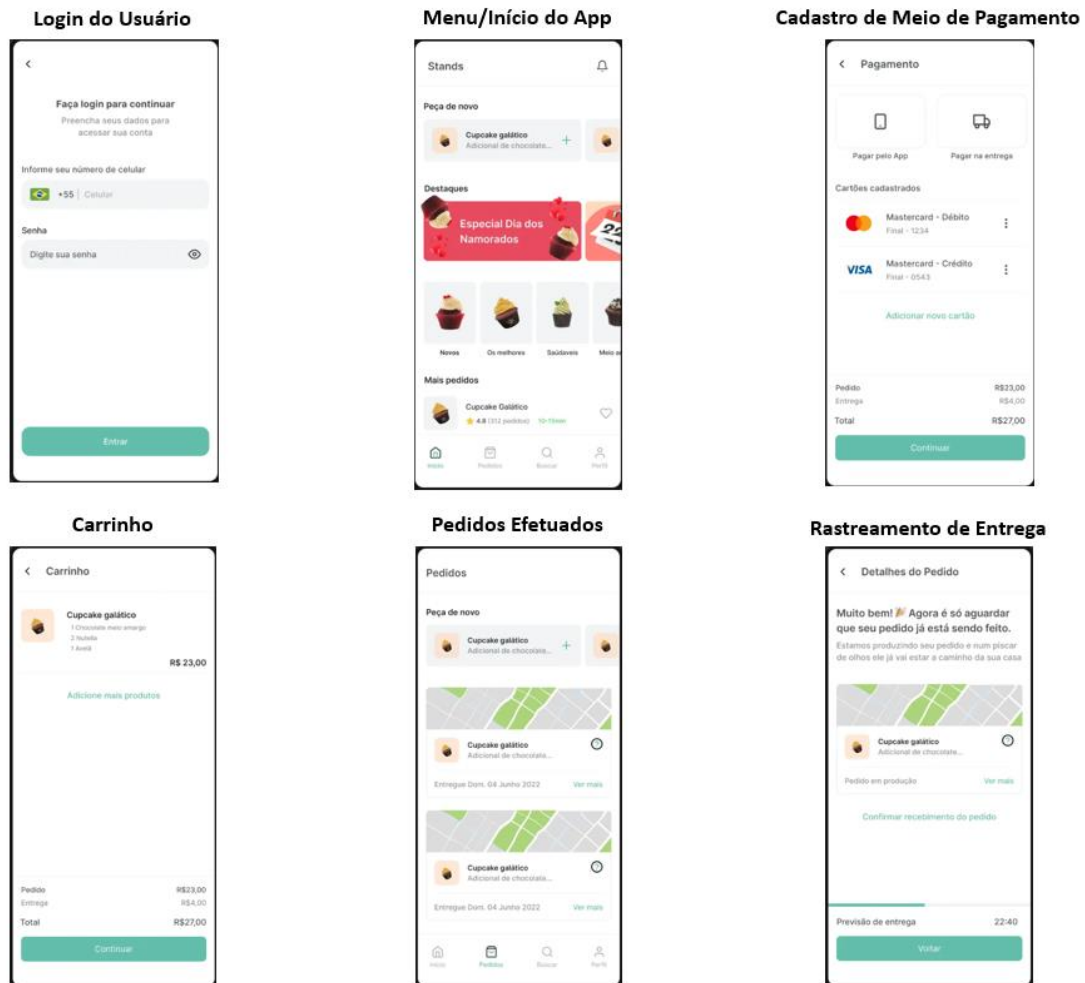 Login do Usuário
Faça login para continuar
Preencha seus dados para
acessar sua conta
Informe seu número de celular
+55 | Celular
Senha
Digite sua senha
Entrar
Menu/Início do App
Stands
Peça de novo
Cupcake galático
Adicional de chocolate... +
Destaques
Especial Dia dos
Namorados
22
Novos Os melhores Saúdaveis Meio a
Mais pedidos
Cupcake Galático
4.8 (312 pedidos) 10-15min
Início Pedidos Buscar Perfil
Cadastro de Meio de Pagamento
Pagamento
Pagar pelo App Pagar na entrega
Cartões cadastrados
Mastercard - Débito
Final - 1234
VISA Mastercard - Crédito
Final - 0543
Adicionar novo cartão
Pedido R$23,00
Entrega R$4,00
Total R$27,00
Continuar
Carrinho
Carrinho
Cupcake galático
1 Chocolate meio amargo
2 Nutella
1 Avelã
R$ 23,00
Adicione mais produtos
Pedido R$23,00
Entrega R$4,00
Total R$27,00
Continuar
Pedidos Efetuados
Pedidos
Peça de novo
Cupcake galático
Adicional de chocolate... +
Cupcake galático
Adicional de chocolate... ?
Entregue Dom. 04 Junho 2022 Ver mais
Cupcake galático
Adicional de chocolate... ?
Entregue Dom. 04 Junho 2022 Ver mais
Início Pedidos Buscar Perfil
Rastreamento de Entrega
Detalhes do Pedido
Muito bem! 🎉 Agora é só aguardar
que seu pedido já está sendo feito.
Estamos produzindo seu pedido e num piscar
de olhos ele já vai estar a caminho da sua casa
Cupcake galático
Adicional de chocolate...
Pedido em produção Ver mais
Confirmar recebimento do pedido
Previsão de entrega 22:40
Voltar